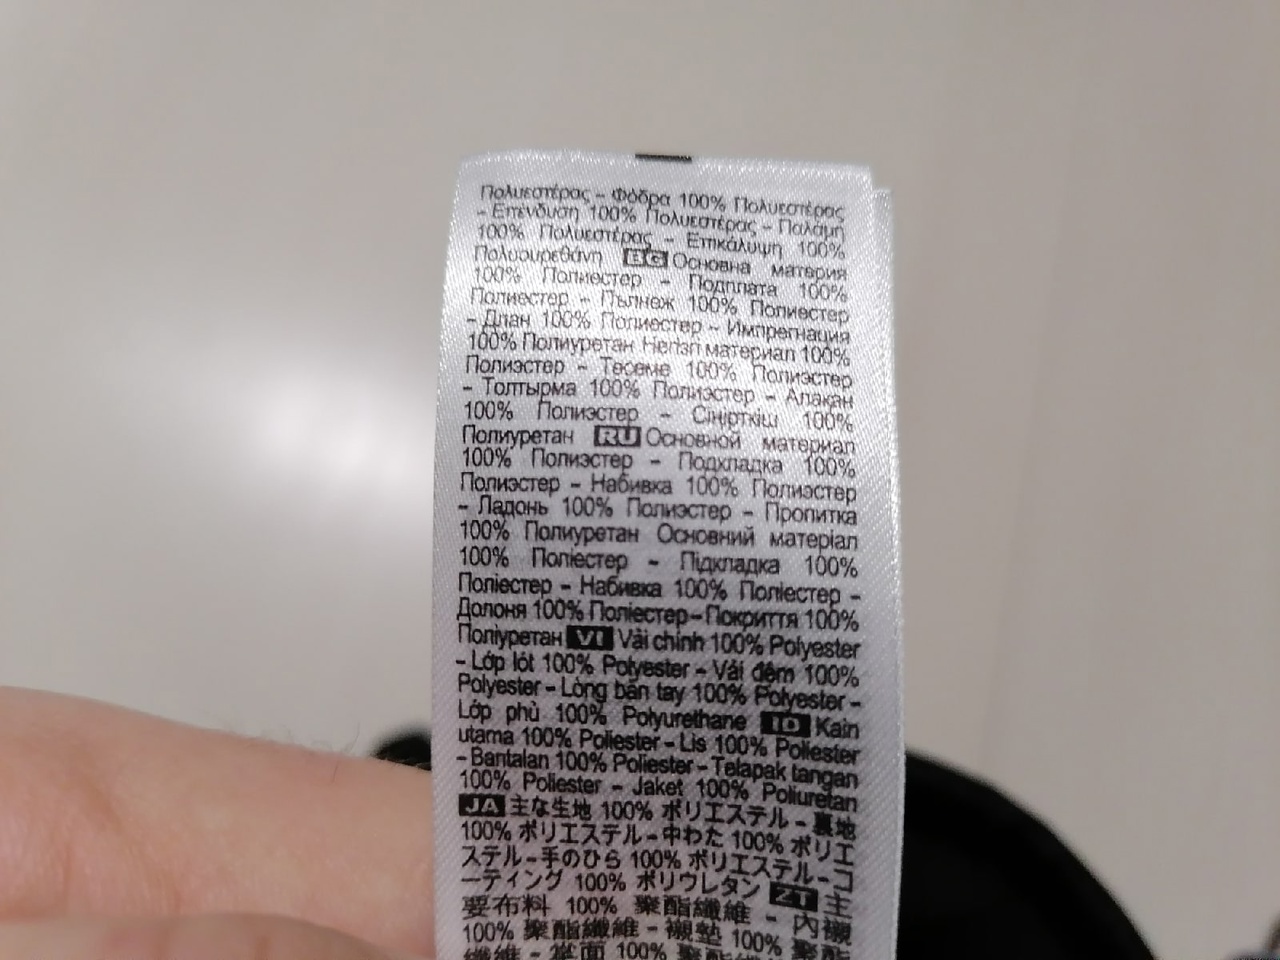 Πολυεστέρας – Φόδρα 100% Πολυεστέρας
– Επένδυση 100% Πολυεστέρας – Παλάμη
100% Πολυεστέρας – Επικάλυψη 100%
Πολυουρεθάνη BG Основна материя
100% Полиестер – Подплата 100%
Полиестер – Пълнеж 100% Полиестер
– Длан 100% Полиестер – Импрегнация
100% Полиуретан Негізгі материал 100%
Полиэстер – Төсеме 100% Полиэстер
– Толтырма 100% Полиэстер – Алақан
100% Полиэстер – Сіңірткіш 100%
Полиуретан RU Основной материал
100% Полиэстер – Подкладка 100%
Полиэстер – Набивка 100% Полиэстер
– Ладонь 100% Полиэстер – Пропитка
100% Полиуретан Основний матеріал
100% Поліестер – Підкладка 100%
Поліестер – Набивка 100% Поліестер –
Долоня 100% Поліестер – Покриття 100%
Поліуретан VI Vải chính 100% Polyester
– Lớp lót 100% Polyester – Vải đệm 100%
Polyester – Lòng bàn tay 100% Polyester –
Lớp phủ 100% Polyurethane ID Kain
utama 100% Poliester – Lis 100% Poliester
– Bantalan 100% Poliester – Telapak tangan
100% Poliester – Jaket 100% Poliuretan
JA 主な生地 100% ポリエステル – 裏地
100% ポリエステル – 中わた 100% ポリエ
ステル – 手のひら 100% ポリエステル – コ
ーティング 100% ポリウレタン ZT 主
要布料 100% 聚酯纖維 – 內襯
100% 聚酯纖維 – 襯墊 100% 聚酯
纖維 – 掌面 100% 聚酯